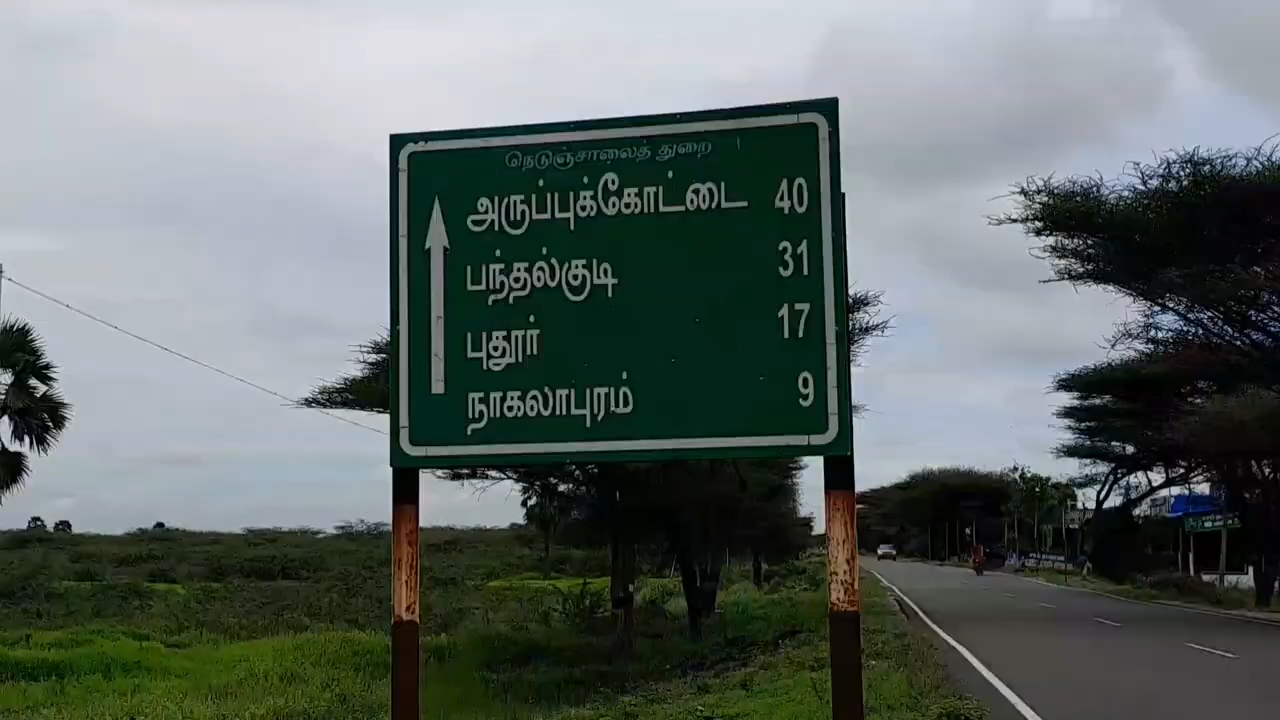 நெடுஞ்சாலைத் துறை
அருப்புக்கோட்டை 40
பந்தல்குடி 31
புதூர் 17
நாகலாபுரம் 9